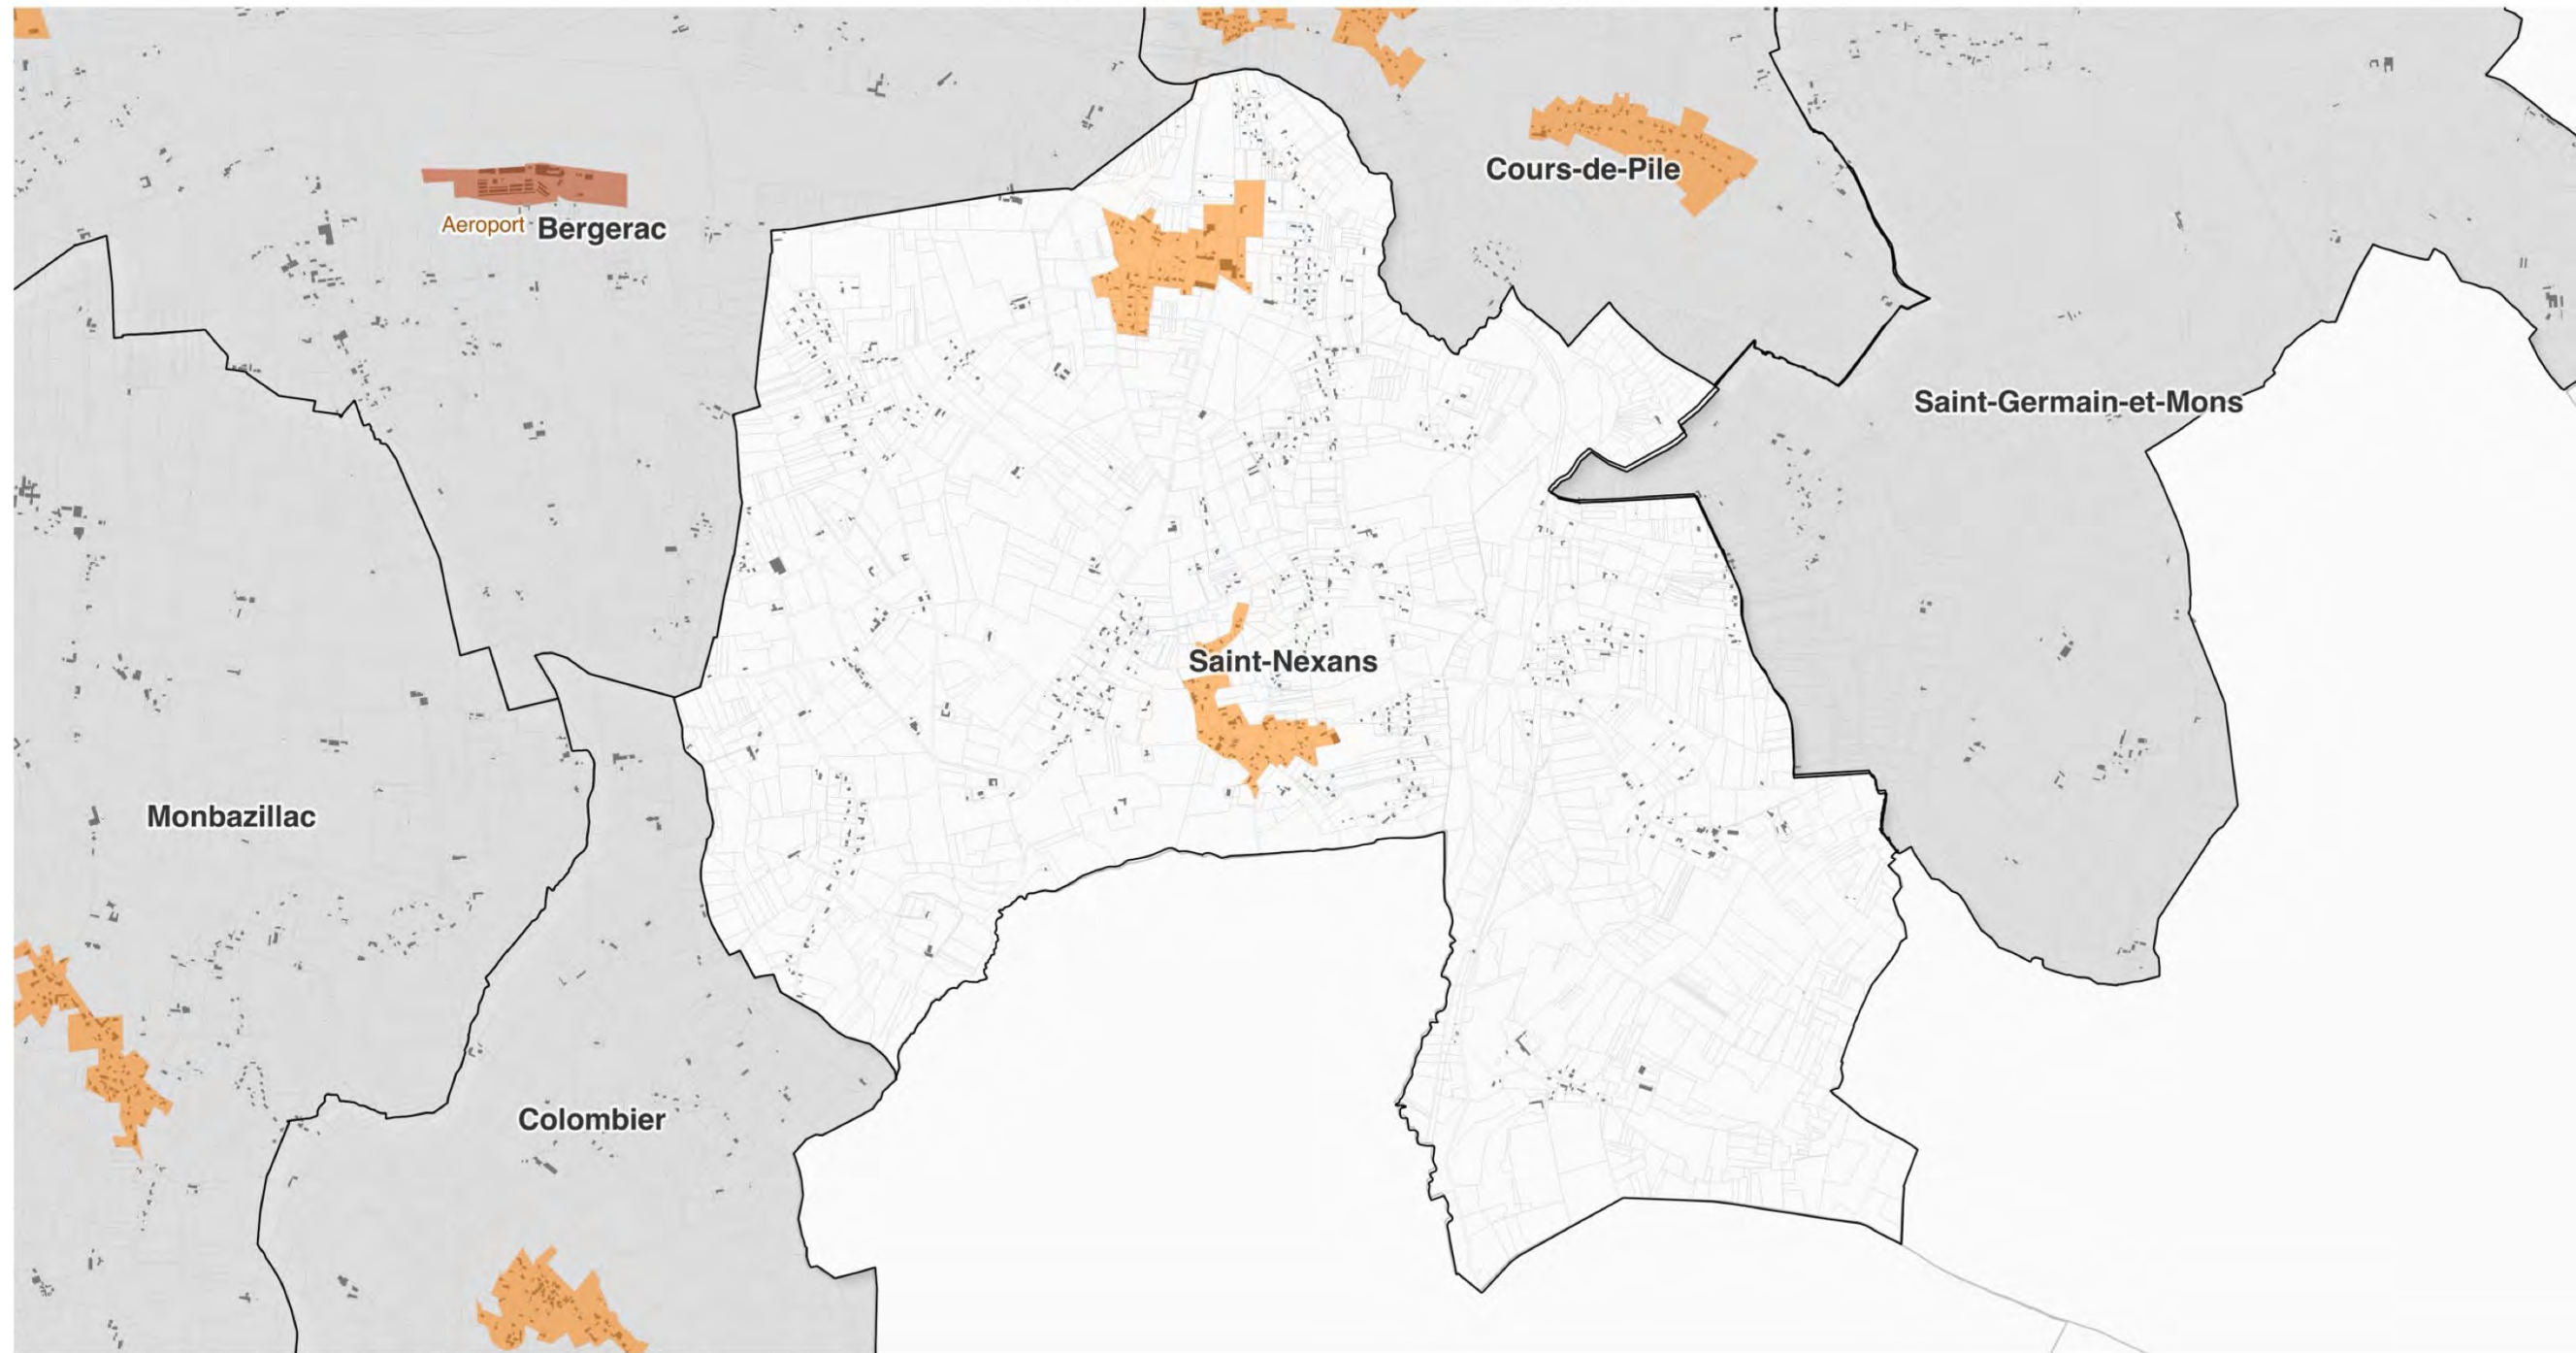 Cours-de-Pile
Aeroport
Bergerac
Saint-Germain-et-Mons
Saint-Nexans
Monbazillac
Colombier